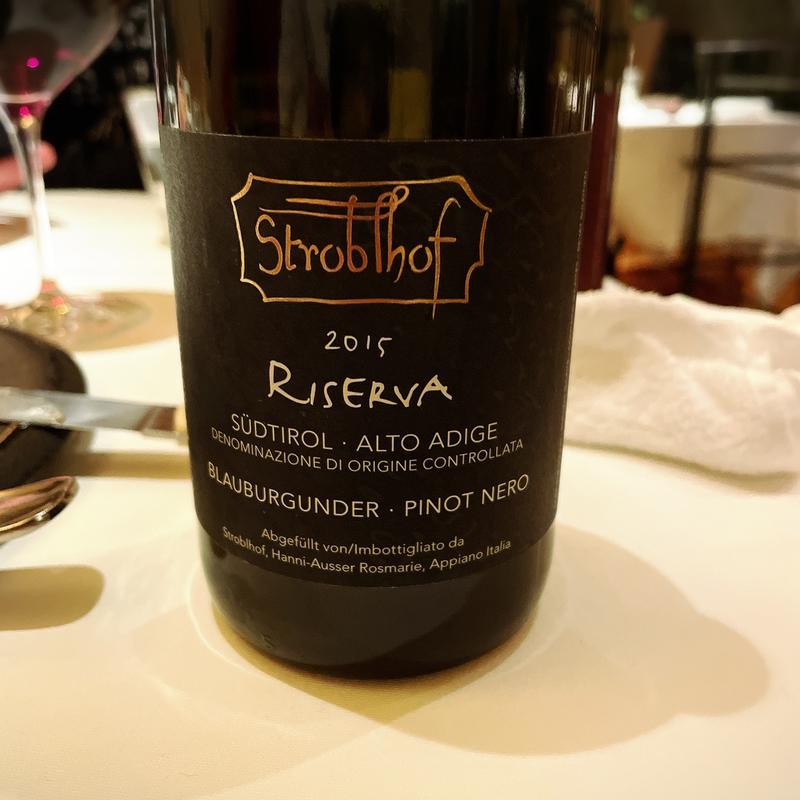 Stroblhof
2015
RISERVA
SÜDTIROL · ALTO ADIGE
DENOMINAZIONE DI ORIGINE CONTROLLATA
BLAUBURGUNDER · PINOT NERO
Abgefüllt von/Imbottigliato da
Stroblhof, Hanni-Ausser Rosmarie, Appiano Italia